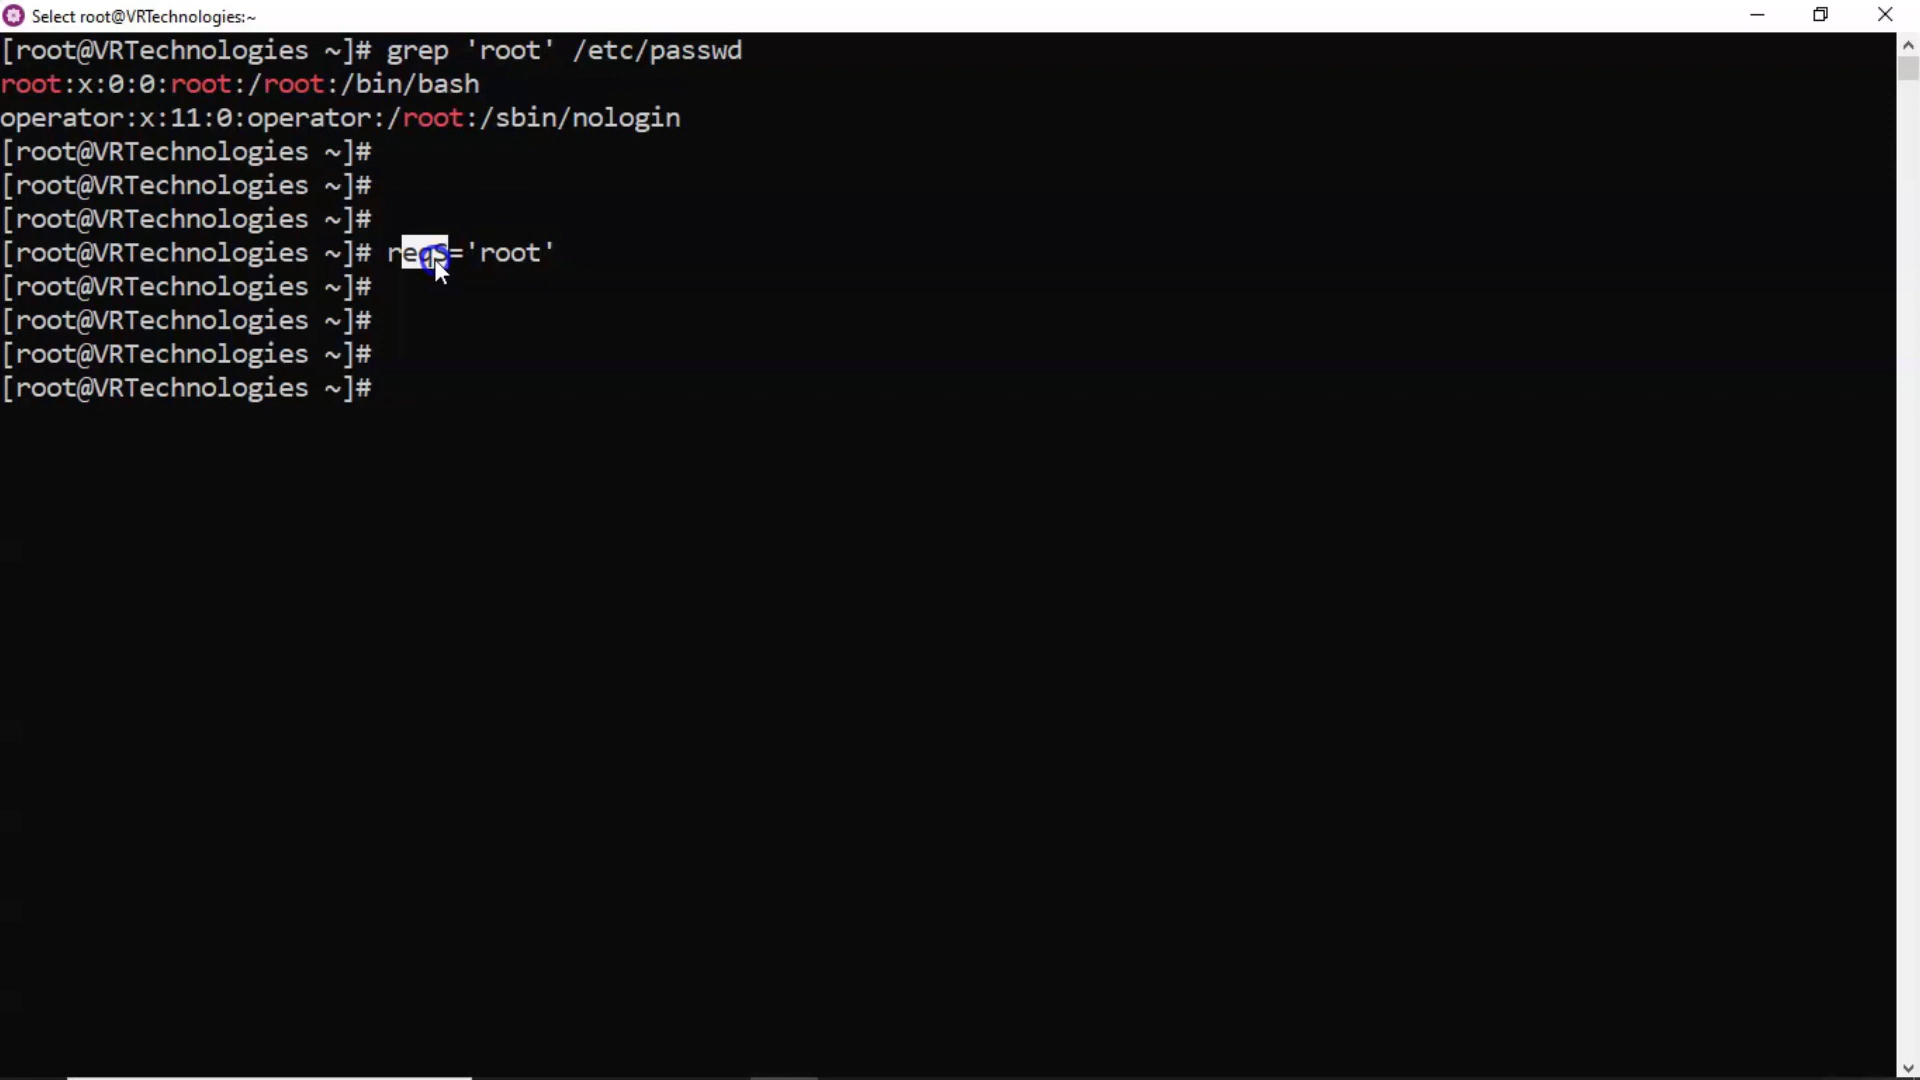 Select root@VRTechnologies:~
[root@VRTechnologies ~]# grep 'root' /etc/passwd
root:x:0:0:root:/root:/bin/bash
operator:x:11:0:operator:/root:/sbin/nologin
[root@VRTechnologies ~]#
[root@VRTechnologies ~]#
[root@VRTechnologies ~]#
[root@VRTechnologies ~]# reqS='root'
[root@VRTechnologies ~]#
[root@VRTechnologies ~]#
[root@VRTechnologies ~]#
[root@VRTechnologies ~]#